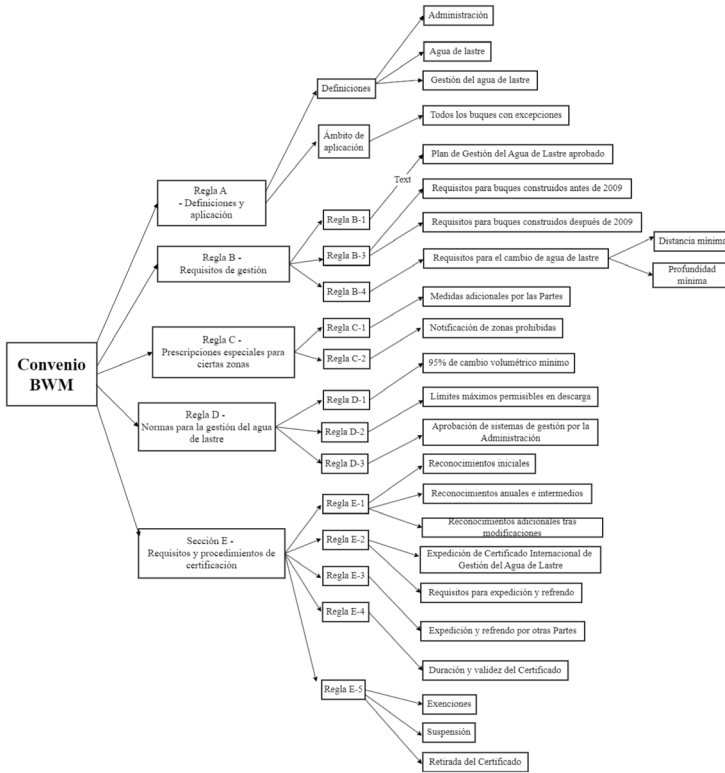 Convenio
BWM
Regla A
- Definiciones y
aplicación
Definiciones
Administración
Agua de lastre
Gestión del agua de lastre
Ámbito de
aplicación
Todos los buques con excepciones
Regla B -
Requisitos de gestión
Regla B-1
Text
Plan de Gestión del Agua de Lastre aprobado
Regla B-3
Requisitos para buques construidos antes de 2009
Requisitos para buques construidos después de 2009
Regla B-4
Requisitos para el cambio de agua de lastre
Distancia mínima
Profundidad
mínima
Regla C -
Prescripciones especiales para
ciertas zonas
Regla C-1
Medidas adicionales por las Partes
Regla C-2
Notificación de zonas prohibidas
Regla D -
Normas para la gestión del agua
de lastre
Regla D-1
95% de cambio volumétrico mínimo
Regla D-2
Límites máximos permisibles en descarga
Regla D-3
Aprobación de sistemas de gestión por la
Administración
Sección E -
Requisitos y procedimientos de
certificación
Regla E-1
Reconocimientos iniciales
Reconocimientos anuales e intermedios
Reconocimientos adicionales tras
modificaciones
Regla E-2
Expedición de Certificado Internacional de
Gestión del Agua de Lastre
Requisitos para expedición y refrendo
Regla E-3
Expedición y refrendo por otras Partes
Regla E-4
Duración y validez del Certificado
Regla E-5
Exenciones
Suspensión
Retirada del Certificado